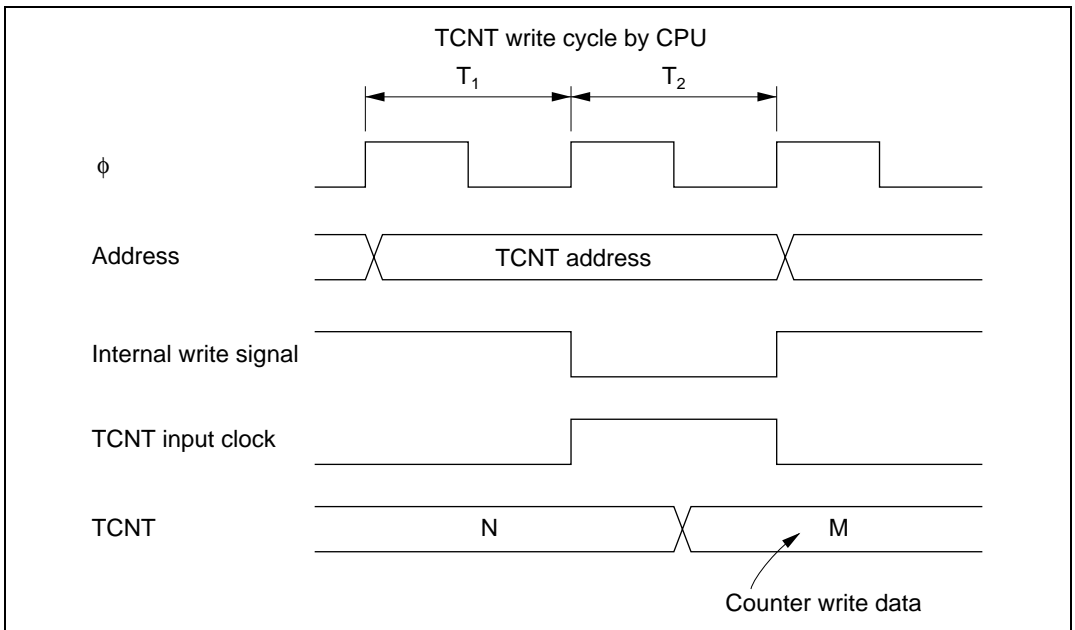 TCNT write cycle by CPU
T₁ T₂
ϕ
Address TCNT address
Internal write signal
TCNT input clock
TCNT N M
Counter write data